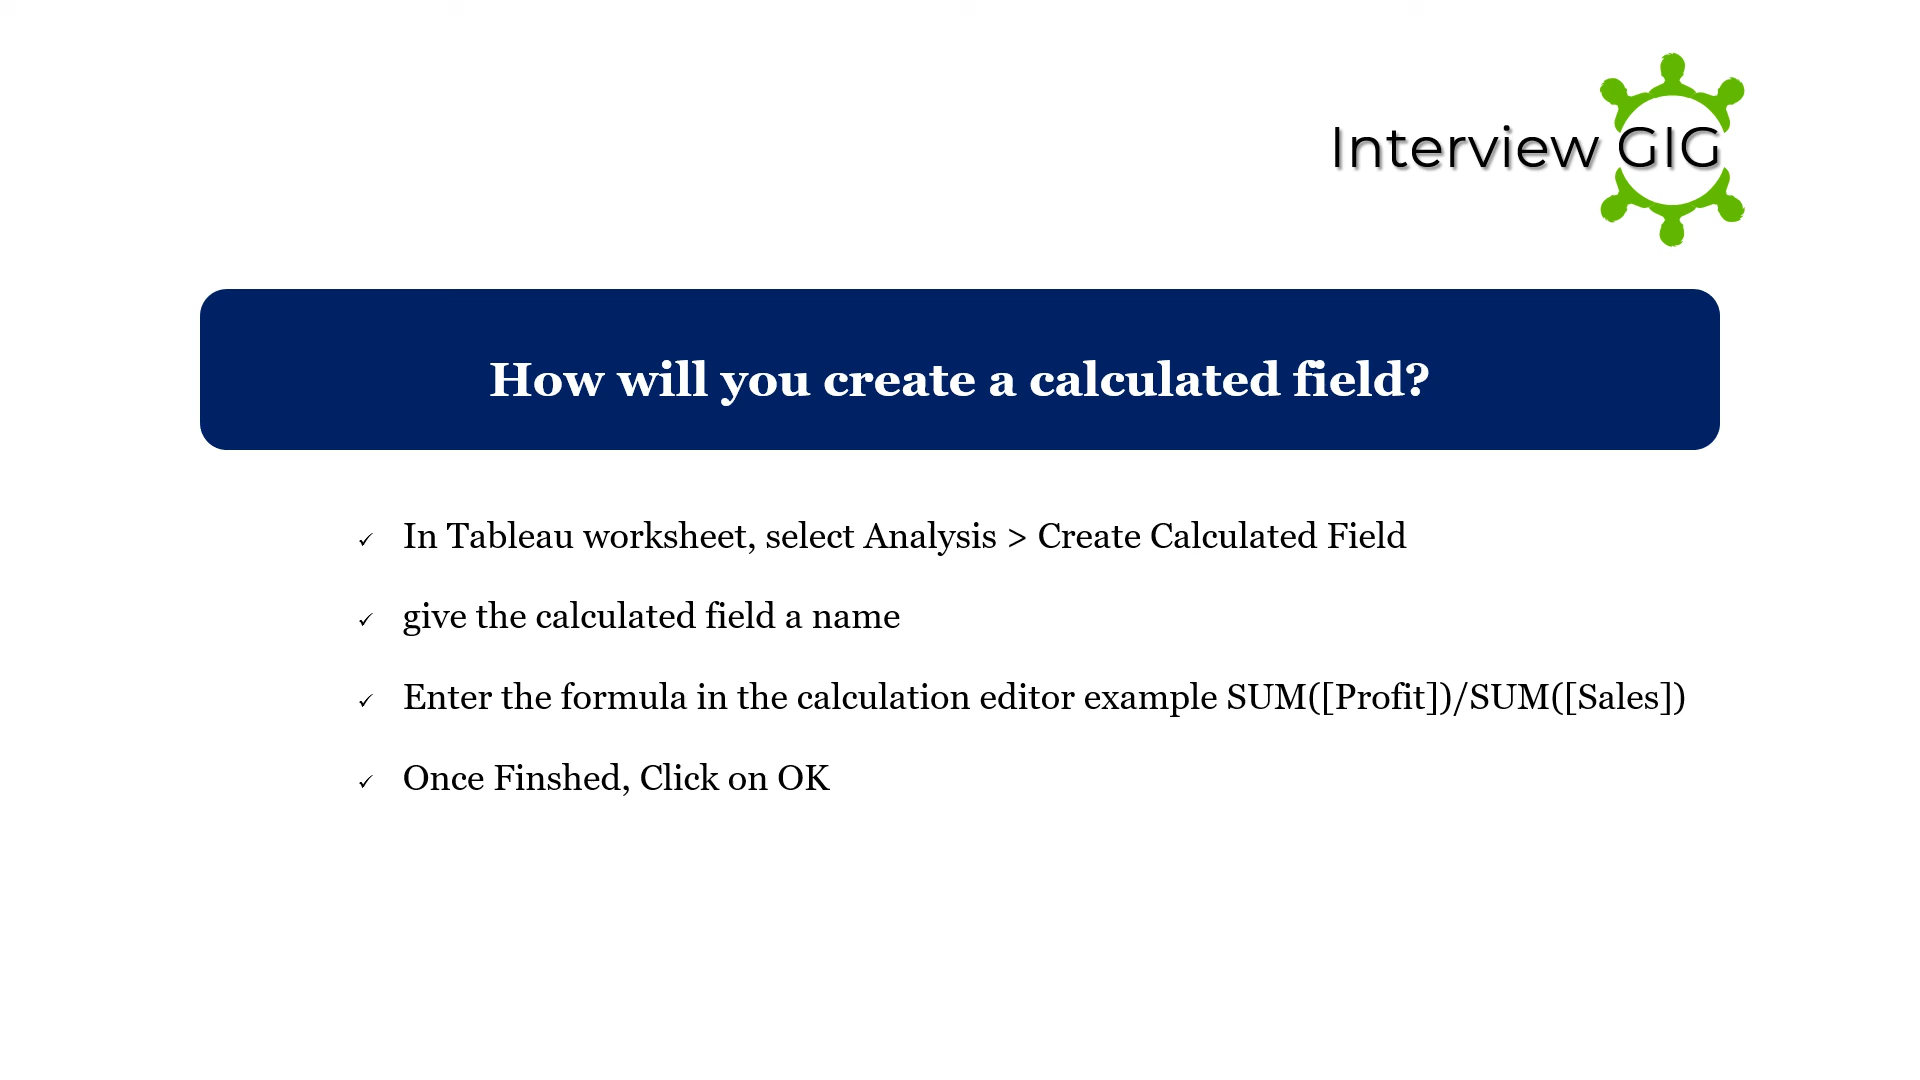 Interview GIG
How will you create a calculated field?
✓ In Tableau worksheet, select Analysis > Create Calculated Field
✓ give the calculated field a name
✓ Enter the formula in the calculation editor example SUM([Profit])/SUM([Sales])
✓ Once Finshed, Click on OK